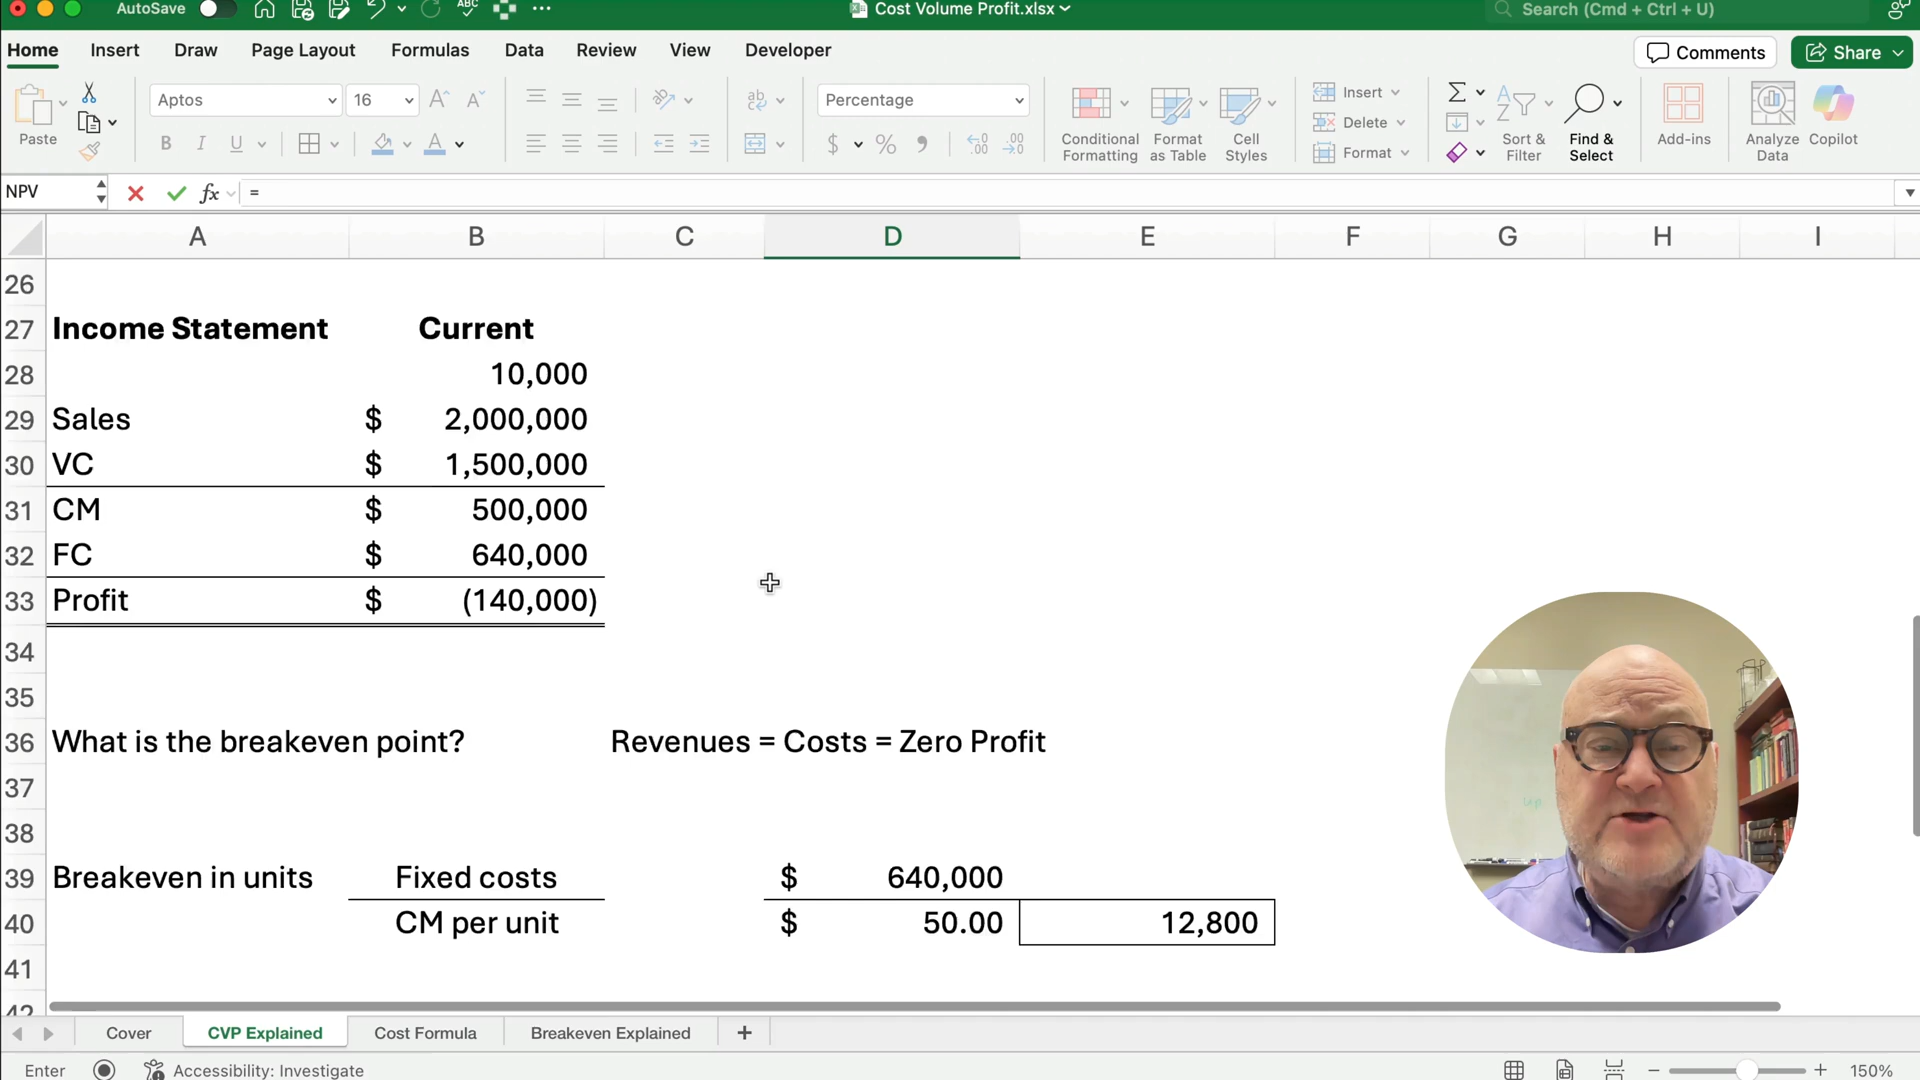 AutoSave
Cost Volume Profit.xlsx
Search (Cmd + Ctrl + U)
Home Insert Draw Page Layout Formulas Data Review View Developer
Comments Share
Paste
Aptos 16
B I U
ab
Percentage
$ % 9
Conditional Formatting
Format as Table
Cell Styles
Insert
Delete
Format
Sort & Filter
Find & Select
Add-ins
Analyze Data
Copilot
NPV fx =
A B C D E F G H I
26
27 Income Statement Current
28 10,000
29 Sales $ 2,000,000
30 VC $ 1,500,000
31 CM $ 500,000
32 FC $ 640,000
33 Profit $ (140,000)
34
35
36 What is the breakeven point? Revenues = Costs = Zero Profit
37
38
39 Breakeven in units Fixed costs $ 640,000
40 CM per unit $ 50.00 12,800
41
42
Cover CVP Explained Cost Formula Breakeven Explained +
Enter Accessibility: Investigate 150%